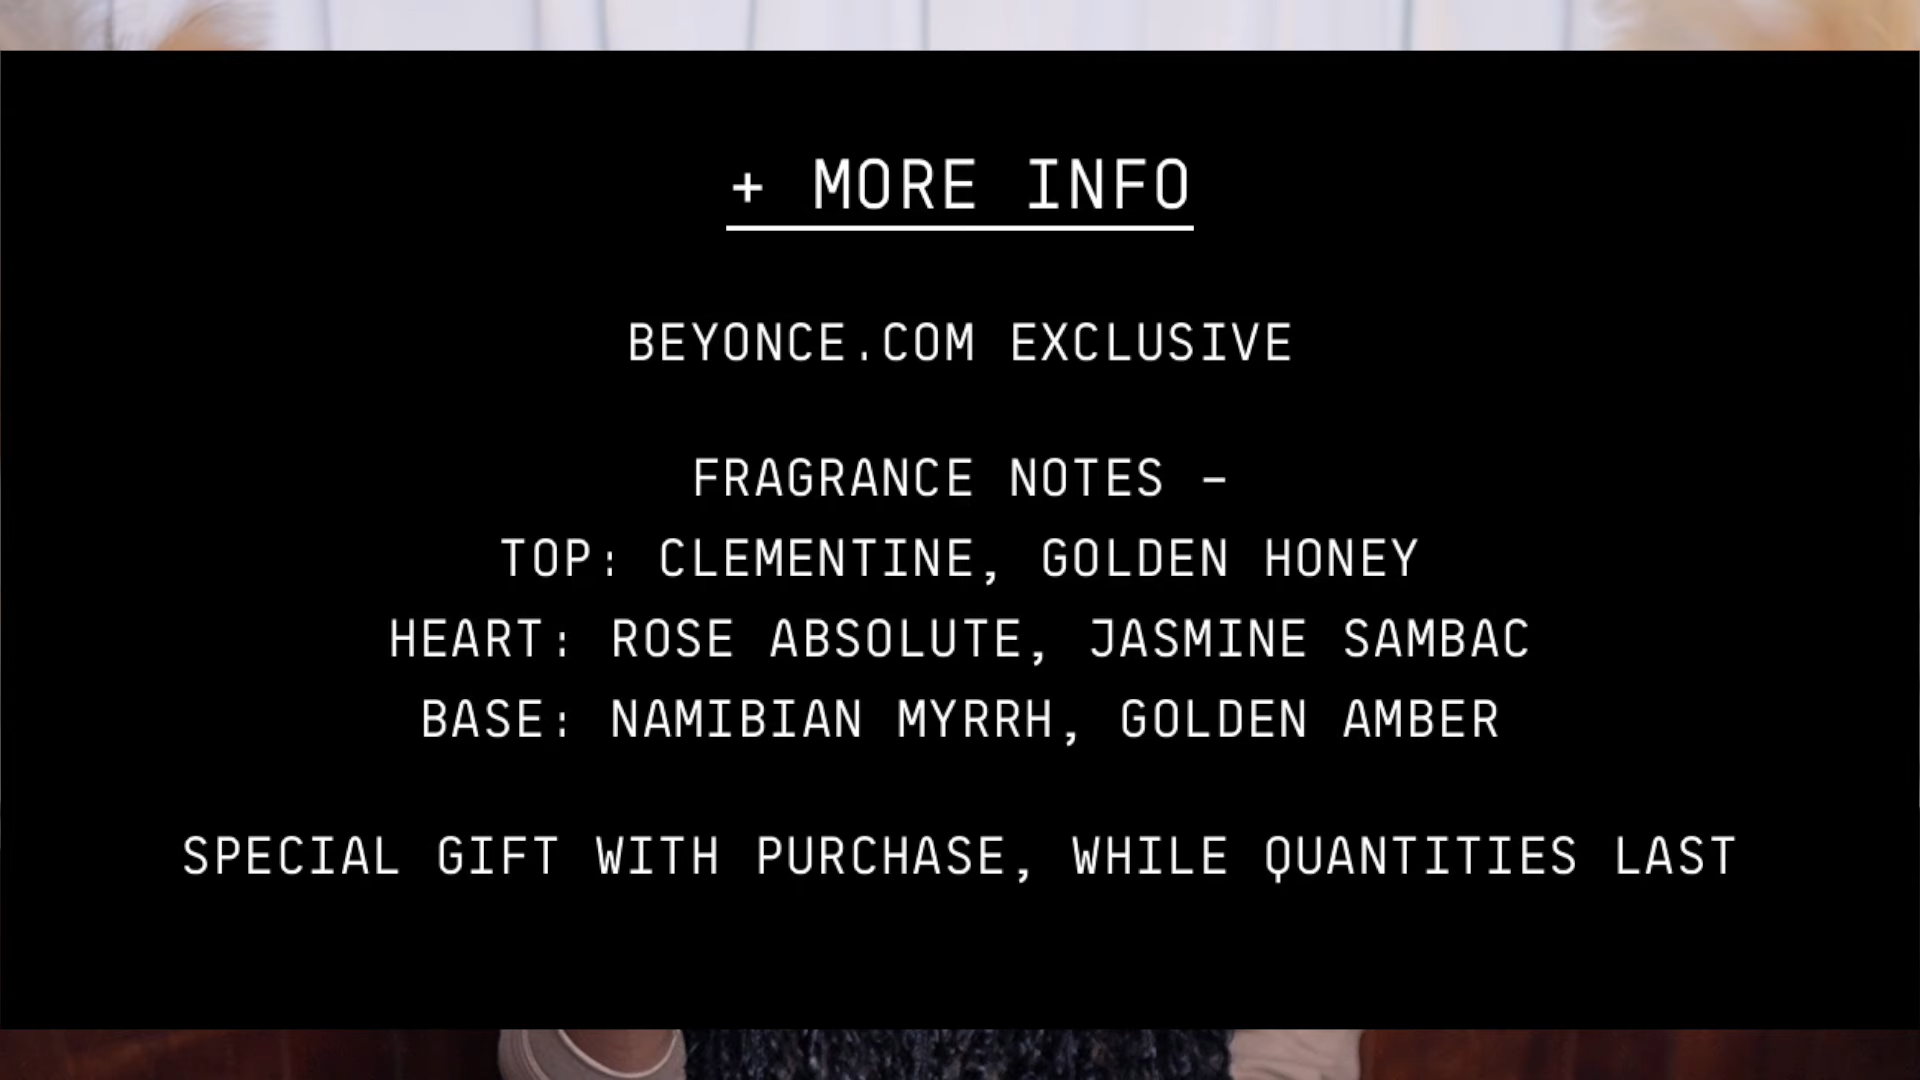 + MORE INFO
BEYONCE.COM EXCLUSIVE
FRAGRANCE NOTES –
TOP: CLEMENTINE, GOLDEN HONEY
HEART: ROSE ABSOLUTE, JASMINE SAMBAC
BASE: NAMIBIAN MYRRH, GOLDEN AMBER
SPECIAL GIFT WITH PURCHASE, WHILE QUANTITIES LAST